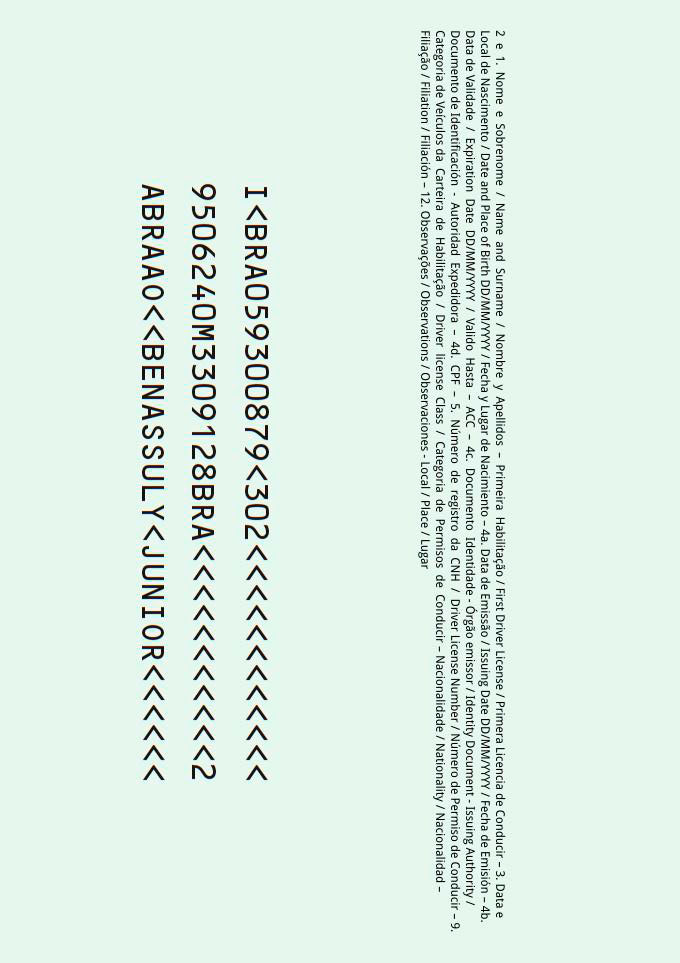 2 e 1. Nome e Sobrenome / Name and Surname / Nombre y Apellidos – Primeira Habilitação / First Driver License / Primera Licencia de Conducir – 3. Data e
Local de Nascimento / Date and Place of Birth DD/MM/YYYY / Fecha y Lugar de Nacimiento – 4a. Data de Emissão / Issuing Date DD/MM/YYYY / Fecha de Emisión – 4b.
Data de Validade / Expiration Date DD/MM/YYYY / Valido Hasta – ACC – 4c. Documento Identidade - Órgão emissor / Identity Document - Issuing Authority /
Documento de Identificación - Autoridad Expedidora – 4d. CPF – 5. Número de registro da CNH / Driver License Number / Número de Permiso de Conducir – 9.
Categoria de Veículos da Carteira de Habilitação / Driver license Class / Categoria de Permisos de Conducir – Nacionalidade / Nationality / Nacionalidad –
Filiação / Filiation / Filiación – 12. Observações / Observations / Observaciones - Local / Place / Lugar
I<BRA059300879<302<<<<<<<<<<<<
9506240M3309128BRA<<<<<<<<<<<2
ABRAAO<<BENASSULY<JUNIOR<<<<<<